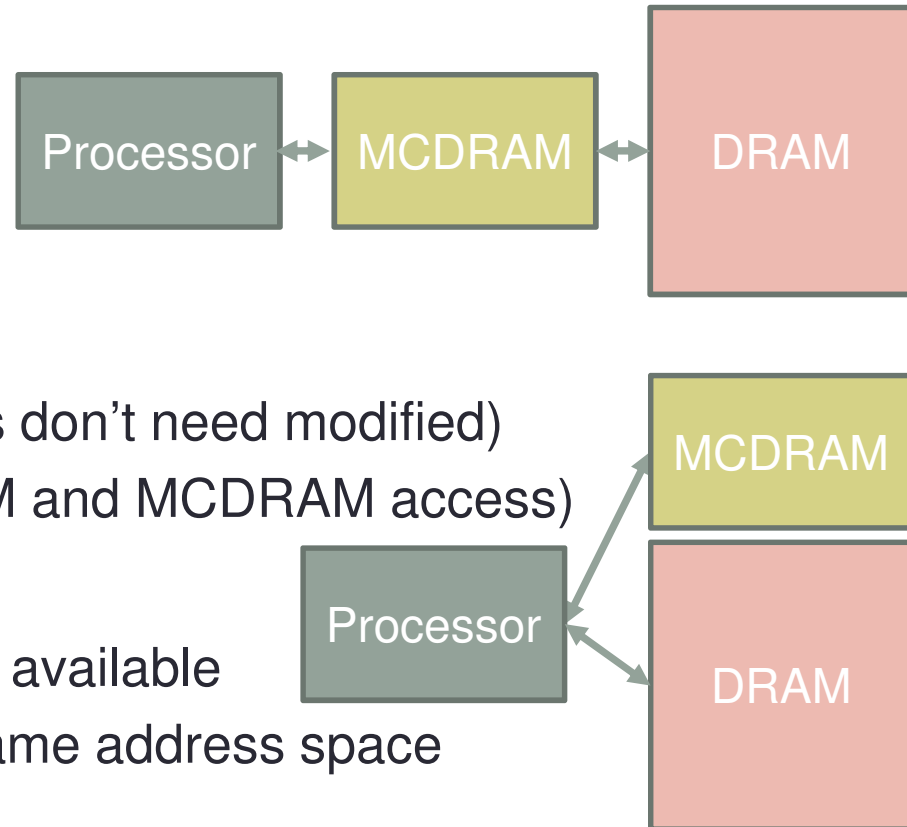 Processor MCDRAM DRAM
s don’t need modified)
MCDRAM
M and MCDRAM access)
Processor
available
DRAM
ame address space